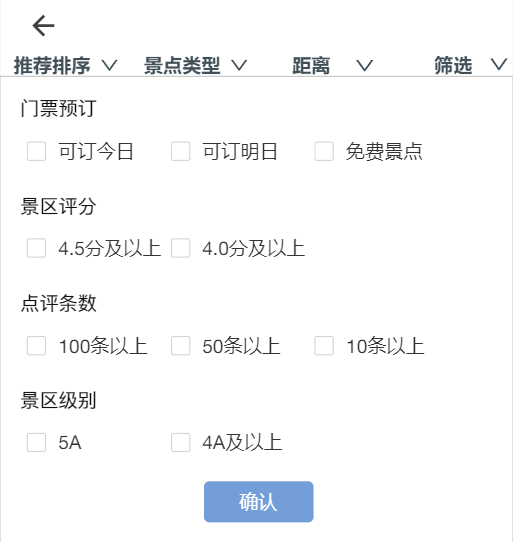 推荐排序 景点类型 距离 筛选
门票预订
可订今日 可订明日 免费景点
景区评分
4.5分及以上 4.0分及以上
点评条数
100条以上 50条以上 10条以上
景区级别
5A 4A及以上
确认